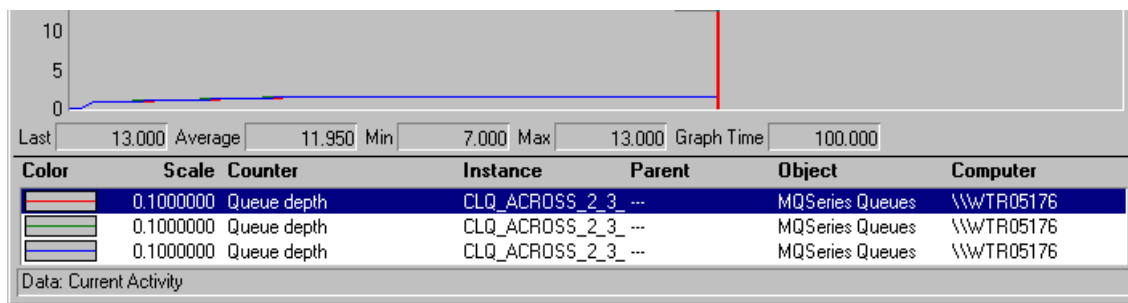 10
5
0
Last 13.000 Average 11.950 Min 7.000 Max 13.000 Graph Time 100.000
Color Scale Counter Instance Parent Object Computer
0.1000000 Queue depth CLQ_ACROSS_2_3_ --- MQSeries Queues \\WTR05176
0.1000000 Queue depth CLQ_ACROSS_2_3_ --- MQSeries Queues \\WTR05176
0.1000000 Queue depth CLQ_ACROSS_2_3_ --- MQSeries Queues \\WTR05176
Data: Current Activity